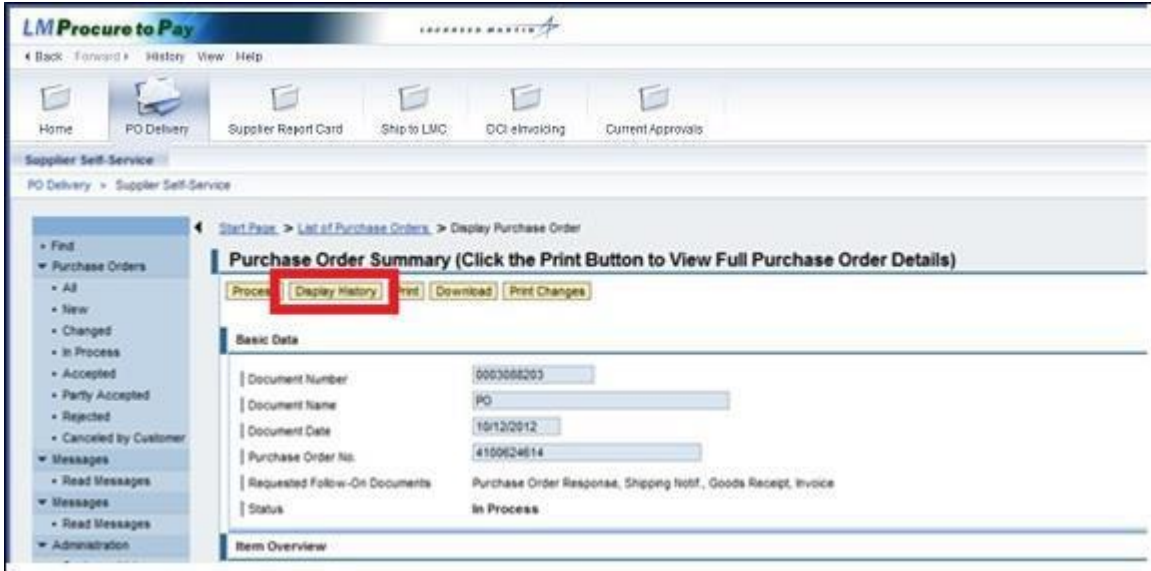 LM Procure to Pay
LOCKHEED MARTIN
Back Forward History View Help
Home PO Delivery Supplier Report Card Ship to LMC OCI eInvoicing Current Approvals
Supplier Self-Service
PO Delivery > Supplier Self-Service
Start Page > List of Purchase Orders > Display Purchase Order
Purchase Order Summary (Click the Print Button to View Full Purchase Order Details)
Process Display History Print Download Print Changes
Find
Purchase Orders
All
New
Changed
In Process
Accepted
Partly Accepted
Rejected
Canceled by Customer
Messages
Read Messages
Messages
Read Messages
Administration
Basic Data
Document Number 0003088203
Document Name PO
Document Date 10/12/2012
Purchase Order No. 4100624614
Requested Follow-On Documents Purchase Order Response, Shipping Notif., Goods Receipt, Invoice
Status In Process
Item Overview